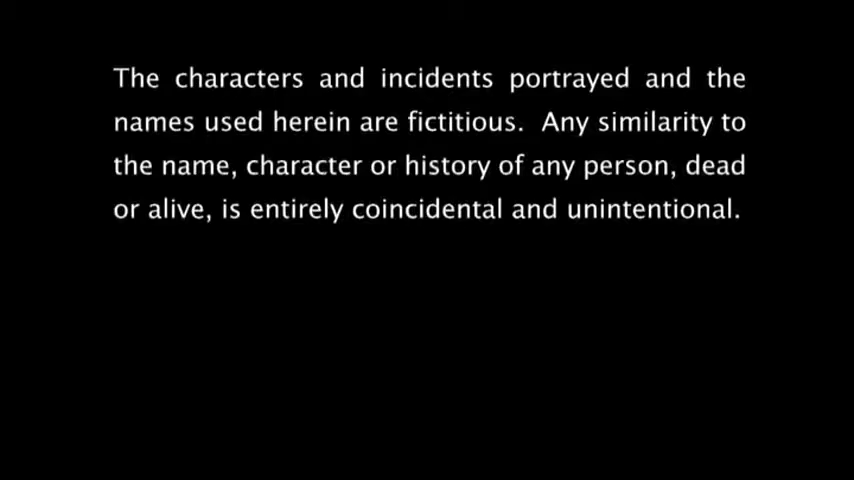 The characters and incidents portrayed and the
names used herein are fictitious.  Any similarity to
the name, character or history of any person, dead
or alive, is entirely coincidental and unintentional.